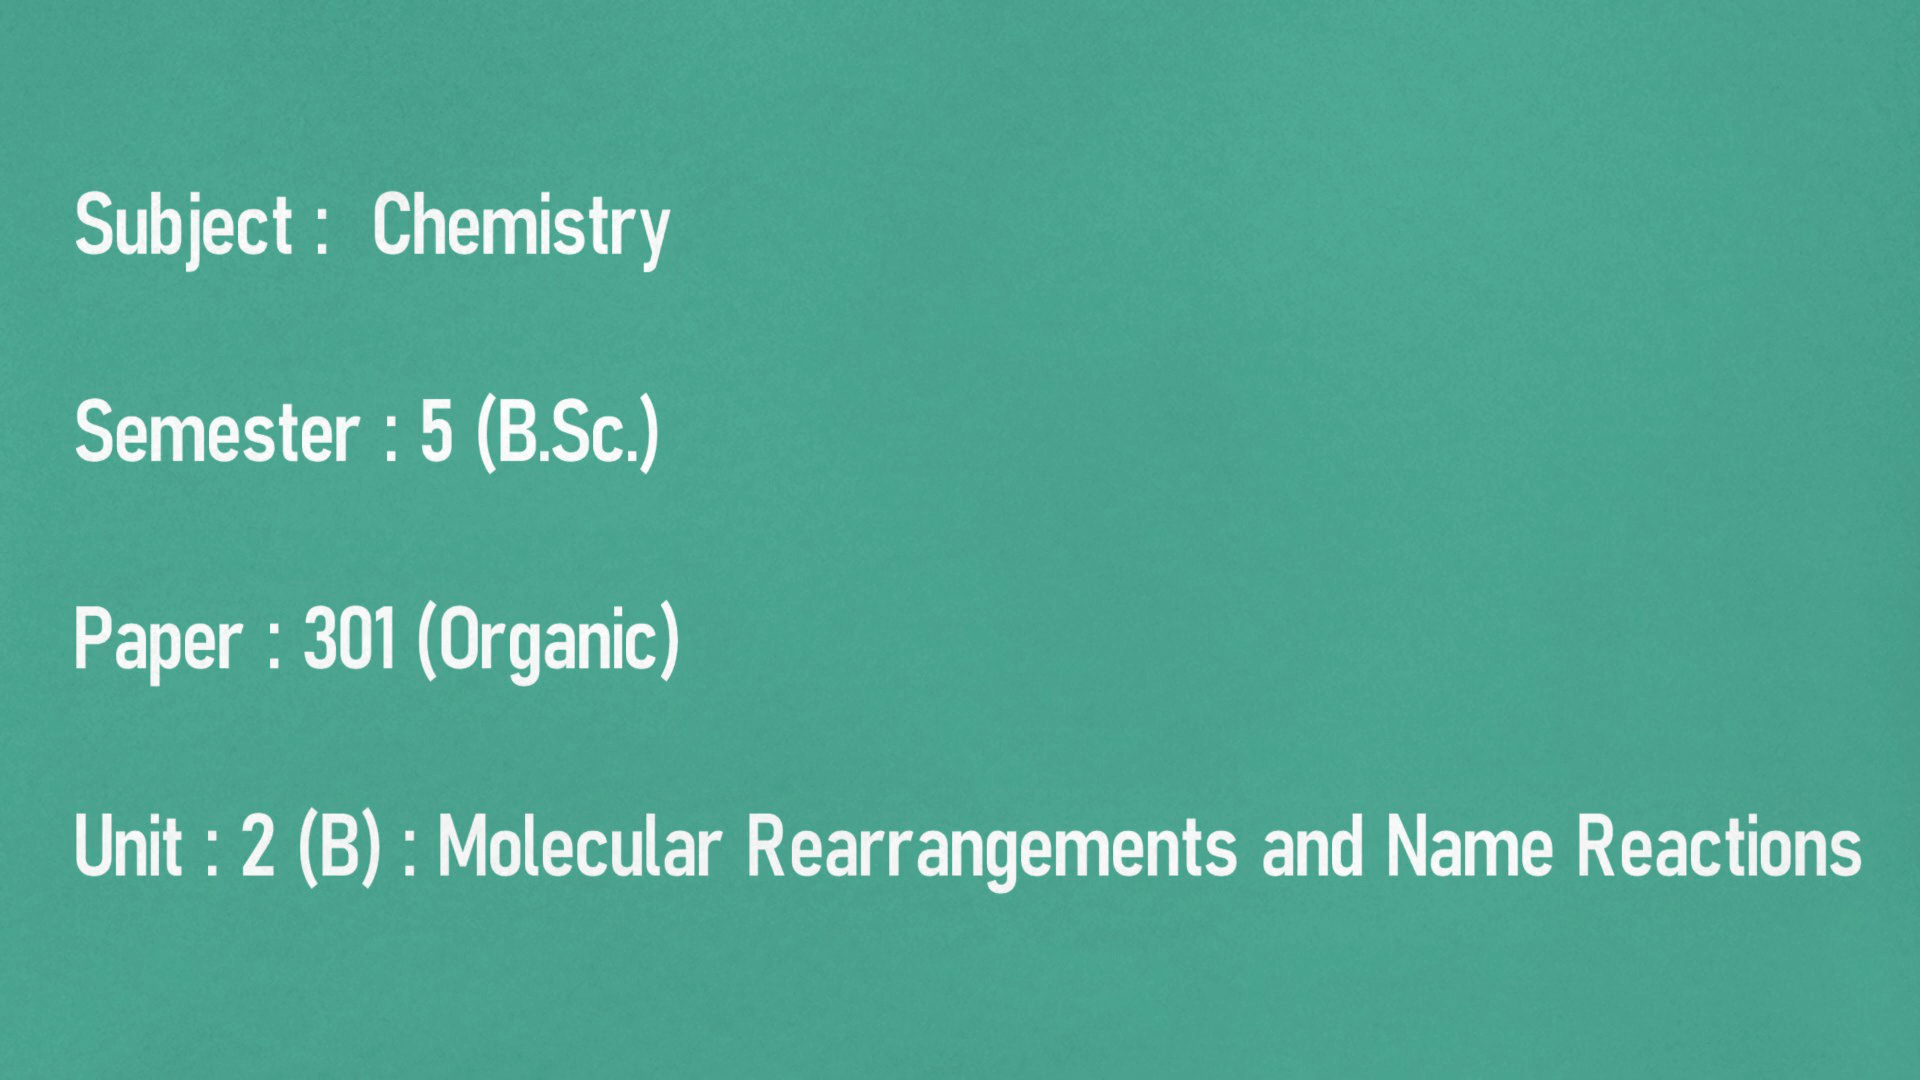 Subject :  Chemistry
Semester : 5 (B.Sc.)
Paper : 301 (Organic)
Unit : 2 (B) : Molecular Rearrangements and Name Reactions